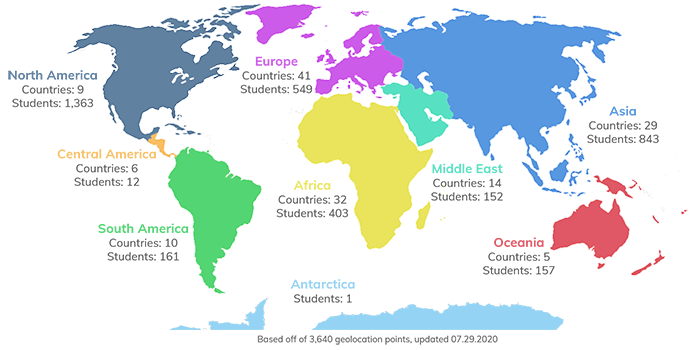 Europe
Countries: 41
Students: 549
North America
Countries: 9
Students: 1,363
Asia
Countries: 29
Students: 843
Central America
Countries: 6
Students: 12
Middle East
Countries: 14
Students: 152
Africa
Countries: 32
Students: 403
South America
Countries: 10
Students: 161
Oceania
Countries: 5
Students: 157
Antarctica
Students: 1
Based off of 3,640 geolocation points, updated 07.29.2020